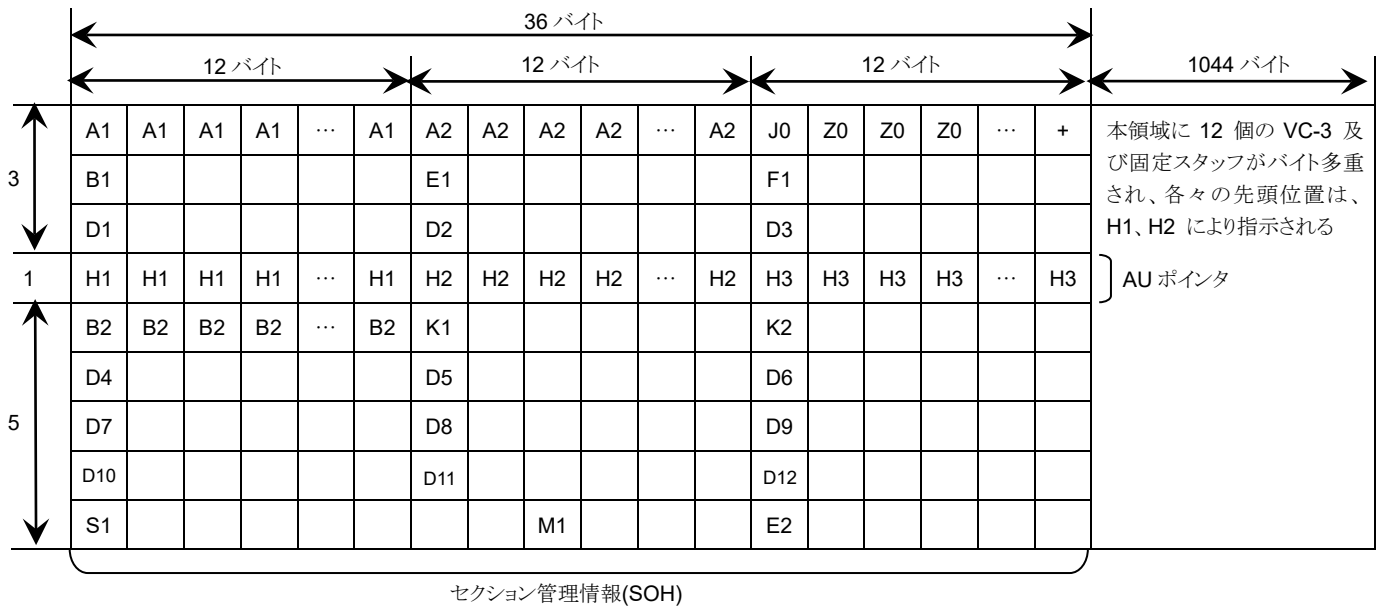 36 バイト
12 バイト 12 バイト 12 バイト 1044 バイト
3
A1 A1 A1 A1 … A1 A2 A2 A2 A2 … A2 J0 Z0 Z0 Z0 … +
B1 E1 F1
D1 D2 D3
本領域に 12 個の VC-3 及
び固定スタッフがバイト多重
され、各々の先頭位置は、
H1、H2 により指示される
1 H1 H1 H1 H1 … H1 H2 H2 H2 H2 … H2 H3 H3 H3 H3 … H3 AU ポインタ
5
B2 B2 B2 B2 … B2 K1 K2
D4 D5 D6
D7 D8 D9
D10 D11 D12
S1 M1 E2
セクション管理情報(SOH)